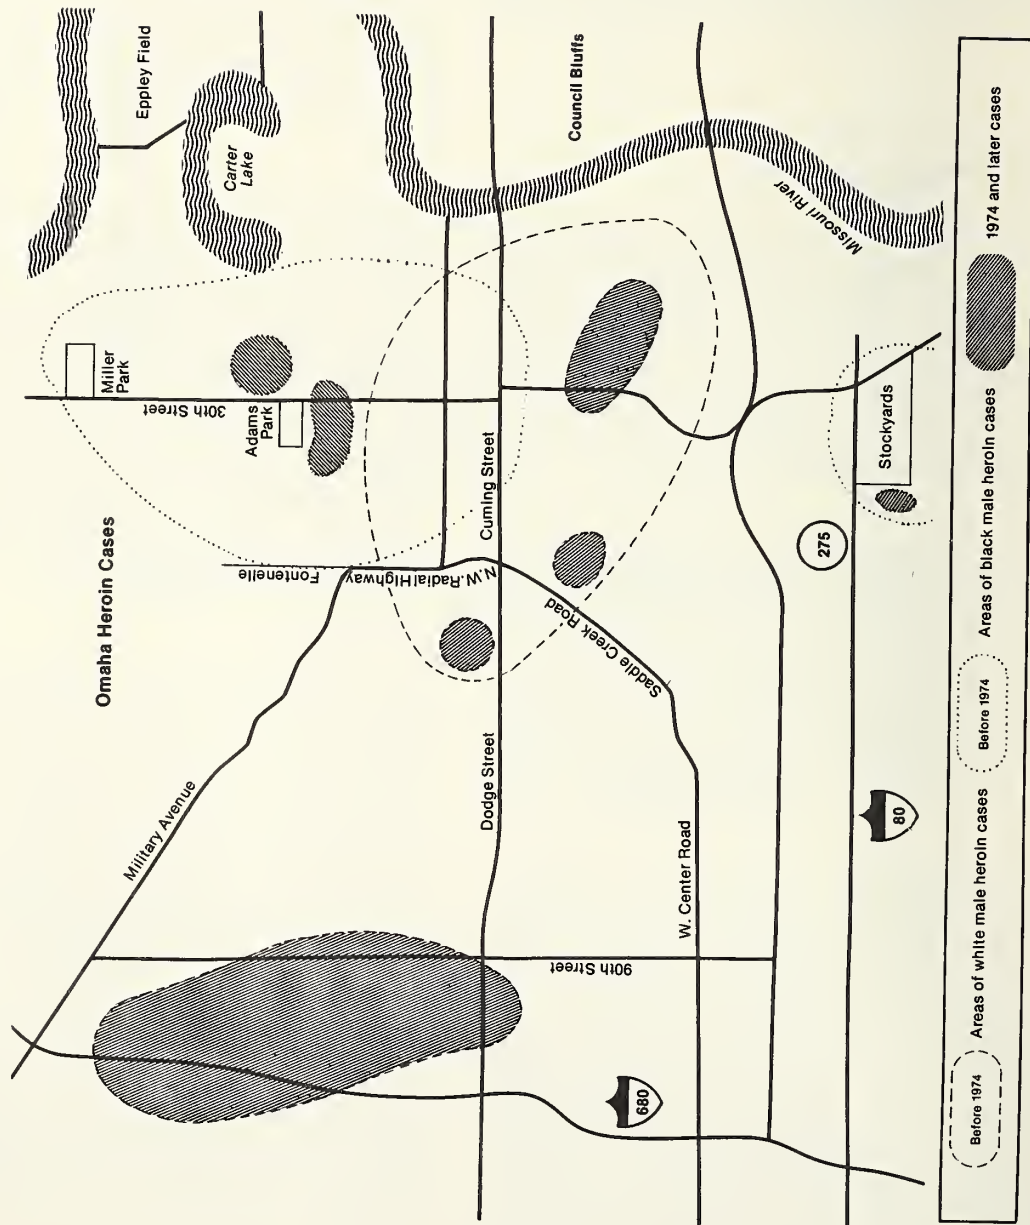 Omaha Heroin Cases
Eppley Field
Carter
Lake
Council Bluffs
Missouri River
Miller
Park
30th Street
Adams
Park
Fontenelle
N.W. Radial Highway
Cuming Street
Military Avenue
Dodge Street
Saddle Creek Road
Stockyards
275
W. Center Road
80
90th Street
680
Before 1974
Areas of white male heroin cases
Before 1974
Areas of black male heroin cases
1974 and later cases